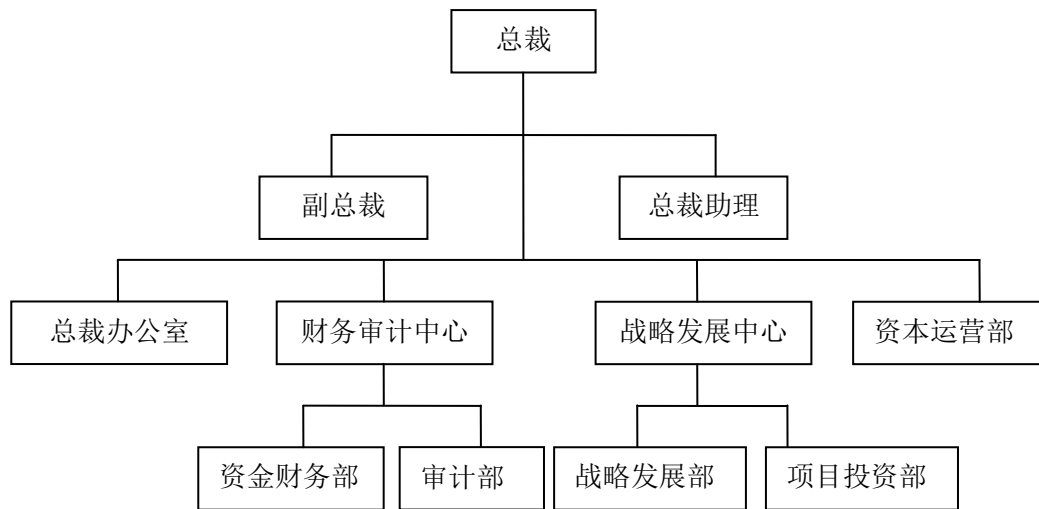 总裁
副总裁
总裁助理
总裁办公室
财务审计中心
战略发展中心
资本运营部
资金财务部
审计部
战略发展部
项目投资部